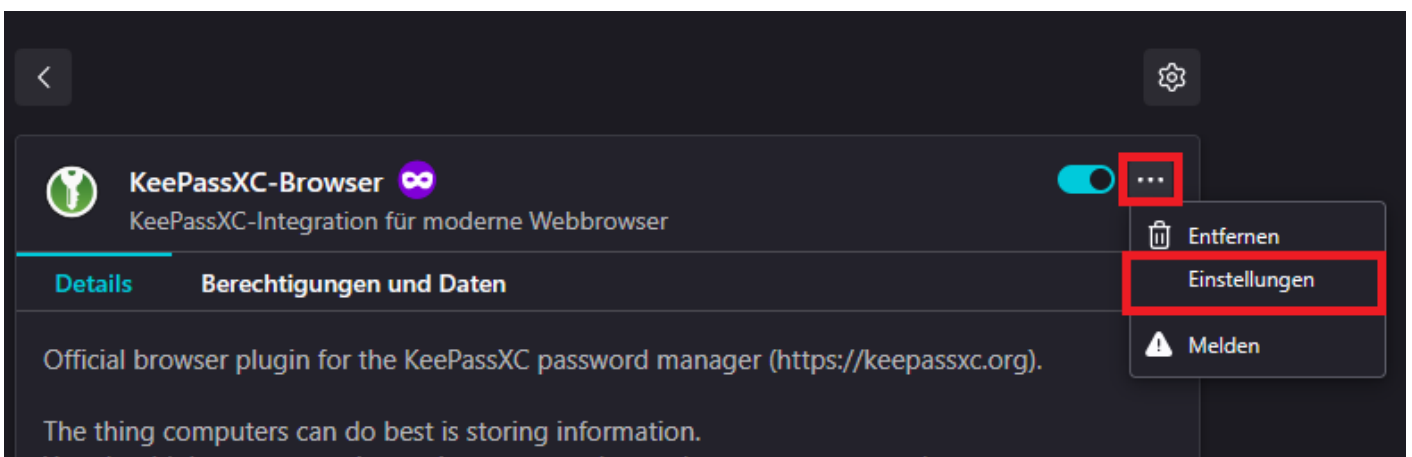 KeePassXC-Browser
KeePassXC-Integration für moderne Webbrowser
Entfernen
Einstellungen
Melden
Details Berechtigungen und Daten
Official browser plugin for the KeePassXC password manager (https://keepassxc.org).
The thing computers can do best is storing information.